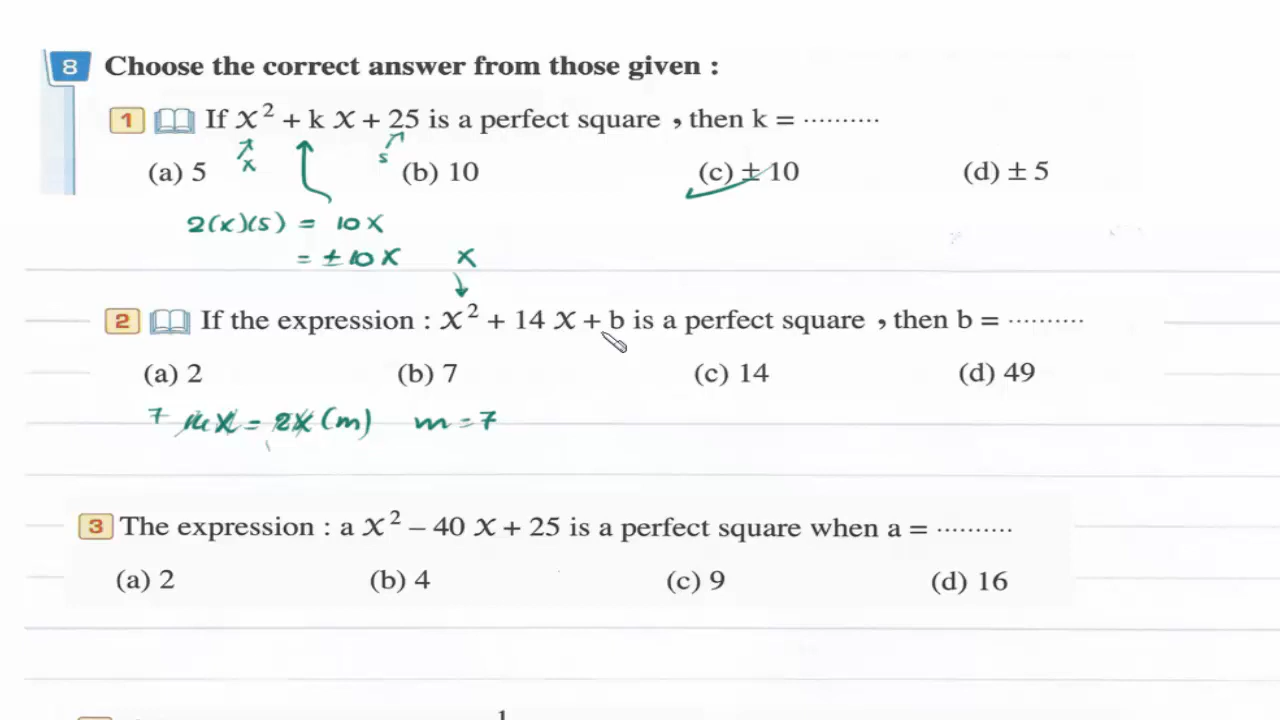 8 Choose the correct answer from those given :
1 If x² + k x + 25 is a perfect square , then k = ··········
x 5
(a) 5 (b) 10 (c) ± 10 (d) ± 5
2(x)(5) = 10x
= ±10x x
2 If the expression : x² + 14 x + b is a perfect square , then b = ··········
(a) 2 (b) 7 (c) 14 (d) 49
7 14x = 2x (m) m = 7
3 The expression : a x² – 40 x + 25 is a perfect square when a = ··········
(a) 2 (b) 4 (c) 9 (d) 16
1